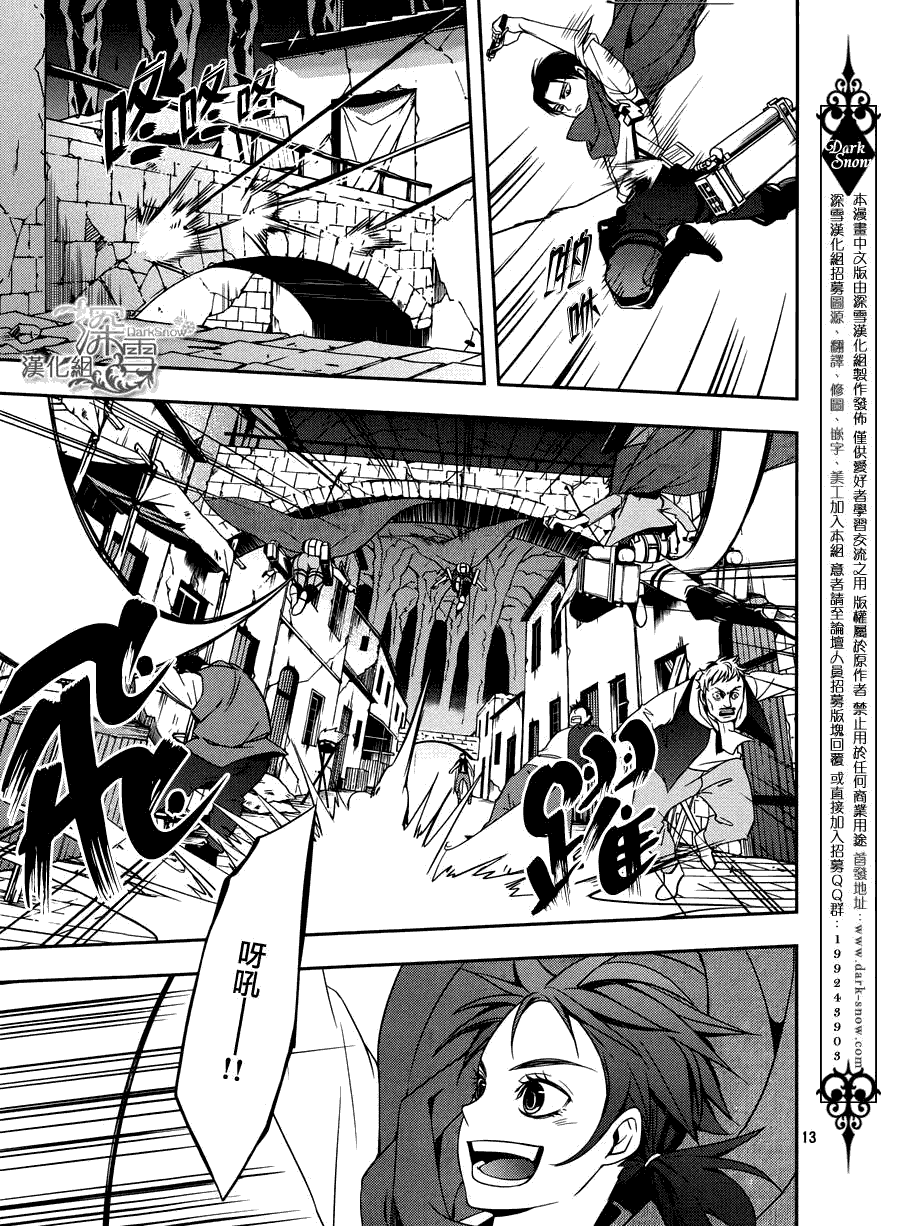 咚
咚
咚
咻
飛
躍
呀吼——!!
深雪
DarkSnow
漢化組
Dark
Snow
本漫畫中文版由深雪漢化組製作發佈 僅供愛好者學習交流之用 版權屬於原作者 禁止用於任何商業用途 首發地址：www.dark-snow.com
深雪漢化組招募圖源、翻譯、修圖、嵌字、美工加入本組 意者請至論壇人員招募版塊回覆 或直接加入招募QQ群：199243903
13